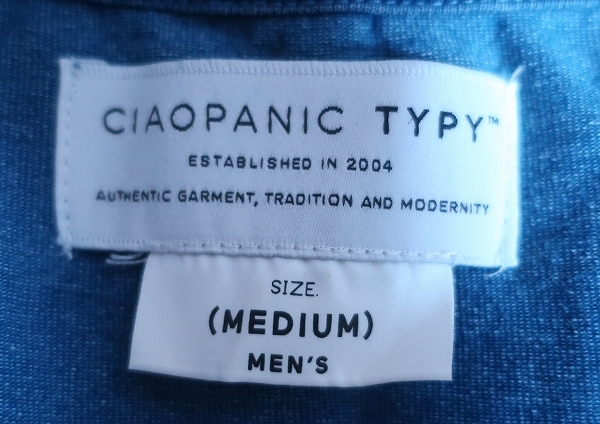 CIAOPANIC TYPY™
ESTABLISHED IN 2004
AUTHENTIC GARMENT, TRADITION AND MODERNITY
SIZE.
(MEDIUM)
MEN'S